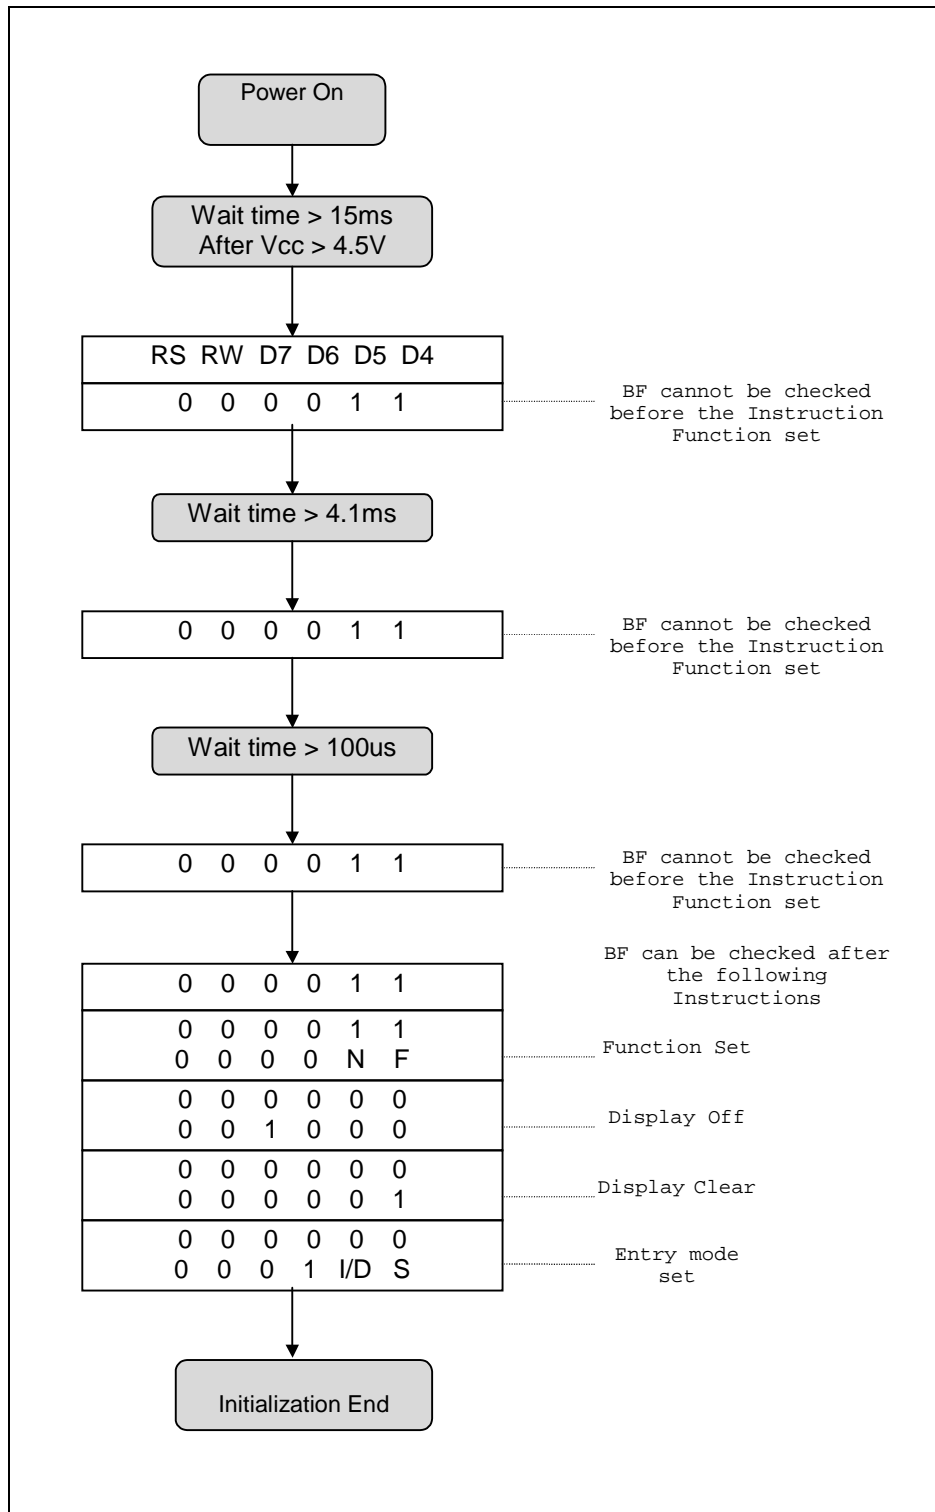 Power On
Wait time > 15ms
After Vcc > 4.5V
RS RW D7 D6 D5 D4
0 0 0 0 1 1
BF cannot be checked
before the Instruction
Function set
Wait time > 4.1ms
0 0 0 0 1 1
BF cannot be checked
before the Instruction
Function set
Wait time > 100us
0 0 0 0 1 1
BF cannot be checked
before the Instruction
Function set
BF can be checked after
the following
Instructions
0 0 0 0 1 1
0 0 0 0 1 1
0 0 0 0 N F
Function Set
0 0 0 0 0 0
0 0 1 0 0 0
Display Off
0 0 0 0 0 0
0 0 0 0 0 1
Display Clear
0 0 0 0 0 0
0 0 0 1 I/D S
Entry mode
set
Initialization End